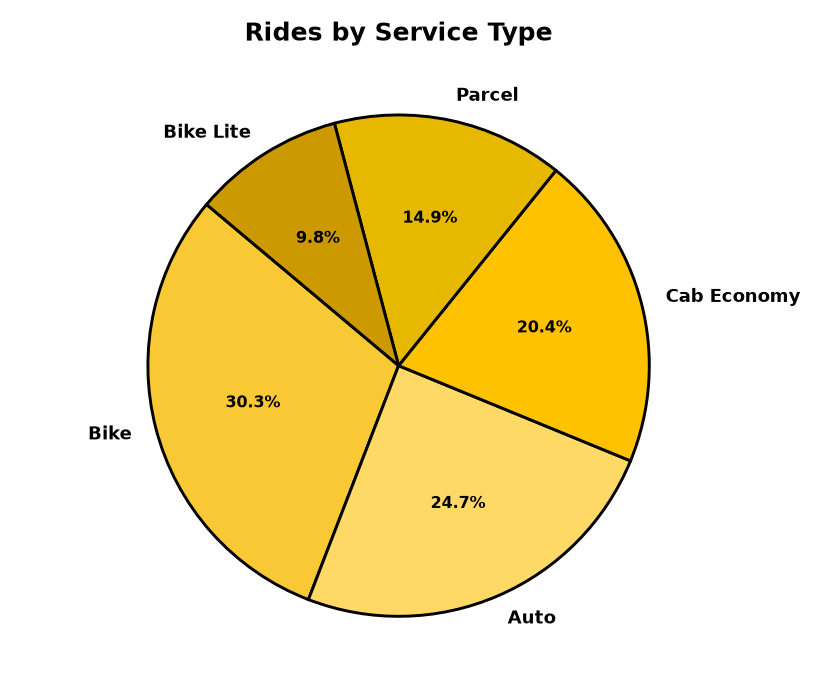 Rides by Service Type
Parcel
Bike Lite
14.9%
9.8%
Cab Economy
20.4%
30.3%
Bike
24.7%
Auto